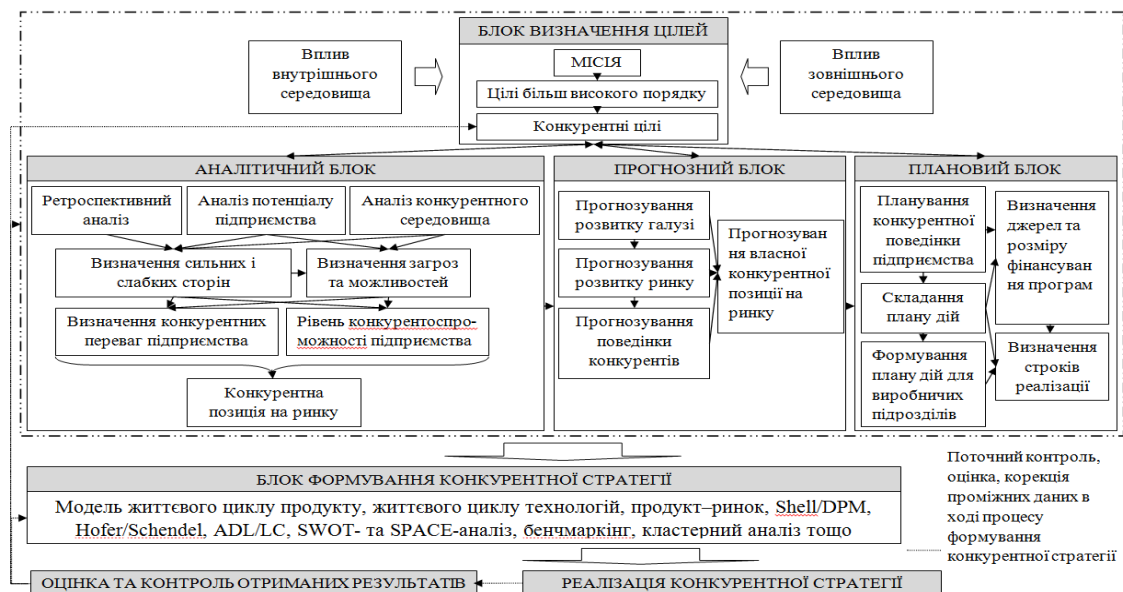 БЛОК ВИЗНАЧЕННЯ ЦІЛЕЙ
Вплив
внутрішнього
середовища
МІСІЯ
Цілі більш високого порядку
Конкурентні цілі
Вплив
зовнішнього
середовища
АНАЛІТИЧНИЙ БЛОК
Ретроспективний
аналіз
Аналіз потенціалу
підприємства
Аналіз конкурентного
середовища
Визначення сильних і
слабких сторін
Визначення загроз
та можливостей
Визначення конкурентних
переваг підприємства
Рівень конкурентоспро-
можності підприємства
Конкурентна
позиція на ринку
ПРОГНОЗНИЙ БЛОК
Прогнозування
розвитку галузі
Прогнозування
розвитку ринку
Прогнозування
поведінки
конкурентів
Прогнозуван
ня власної
конкурентної
позиції на
ринку
ПЛАНОВИЙ БЛОК
Планування
конкурентної
поведінки
підприємства
Складання
плану дій
Формування
плану дій для
виробничих
підрозділів
Визначення
джерел та
розміру
фінансуван
ня програм
Визначення
строків
реалізації
БЛОК ФОРМУВАННЯ КОНКУРЕНТНОЇ СТРАТЕГІЇ
Модель життєвого циклу продукту, життєвого циклу технологій, продукт–ринок, Shell/DPM,
Hofer/Schendel, ADL/LC, SWOT- та SPACE-аналіз, бенчмаркінг, кластерний аналіз тощо
Поточний контроль,
оцінка, корекція
проміжних даних в
ході процесу
формування
конкурентної стратегії
ОЦІНКА ТА КОНТРОЛЬ ОТРИМАНИХ РЕЗУЛЬТАТІВ
РЕАЛІЗАЦІЯ КОНКУРЕНТНОЇ СТРАТЕГІЇ